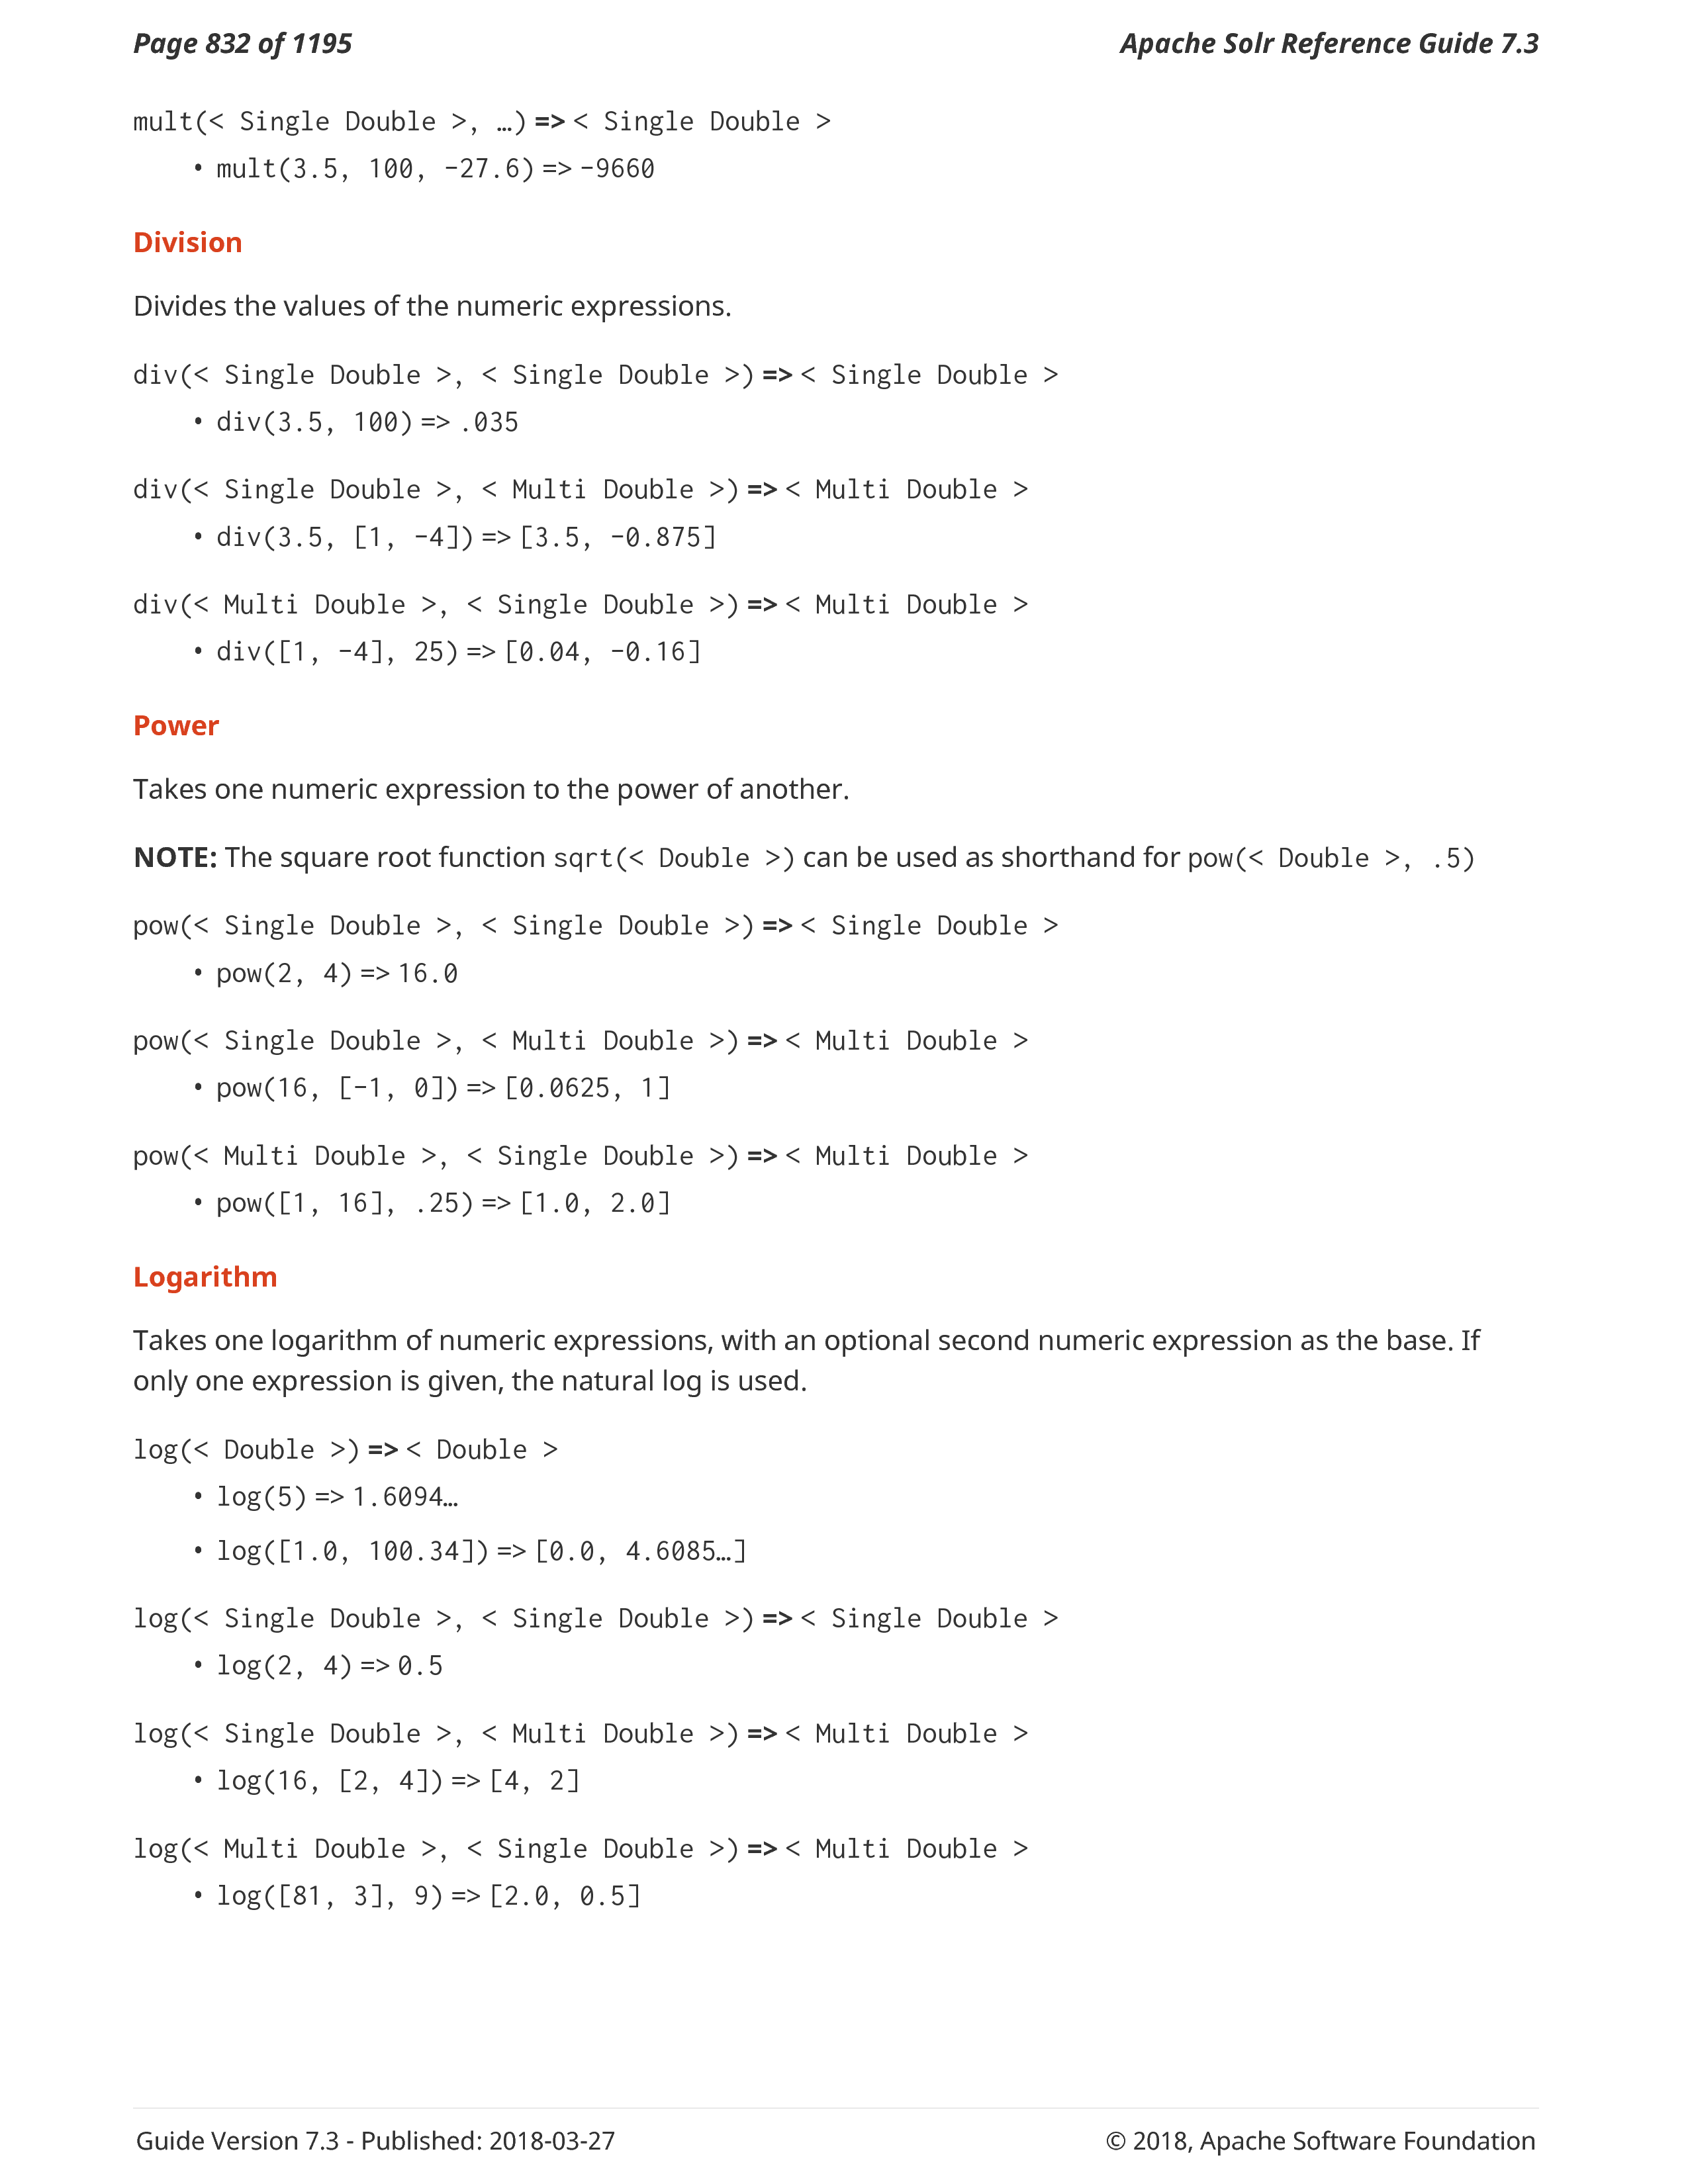 Page 832 of 1195
Apache Solr Reference Guide 7.3
mult(< Single Double >, …) => < Single Double >
• mult(3.5, 100, -27.6) => -9660
Division
Divides the values of the numeric expressions.
div(< Single Double >, < Single Double >) => < Single Double >
• div(3.5, 100) => .035
div(< Single Double >, < Multi Double >) => < Multi Double >
• div(3.5, [1, -4]) => [3.5, -0.875]
div(< Multi Double >, < Single Double >) => < Multi Double >
• div([1, -4], 25) => [0.04, -0.16]
Power
Takes one numeric expression to the power of another.
NOTE: The square root function sqrt(< Double >) can be used as shorthand for pow(< Double >, .5)
pow(< Single Double >, < Single Double >) => < Single Double >
• pow(2, 4) => 16.0
pow(< Single Double >, < Multi Double >) => < Multi Double >
• pow(16, [-1, 0]) => [0.0625, 1]
pow(< Multi Double >, < Single Double >) => < Multi Double >
• pow([1, 16], .25) => [1.0, 2.0]
Logarithm
Takes one logarithm of numeric expressions, with an optional second numeric expression as the base. If
only one expression is given, the natural log is used.
log(< Double >) => < Double >
• log(5) => 1.6094…
• log([1.0, 100.34]) => [0.0, 4.6085…]
log(< Single Double >, < Single Double >) => < Single Double >
• log(2, 4) => 0.5
log(< Single Double >, < Multi Double >) => < Multi Double >
• log(16, [2, 4]) => [4, 2]
log(< Multi Double >, < Single Double >) => < Multi Double >
• log([81, 3], 9) => [2.0, 0.5]
Guide Version 7.3 - Published: 2018-03-27
© 2018, Apache Software Foundation